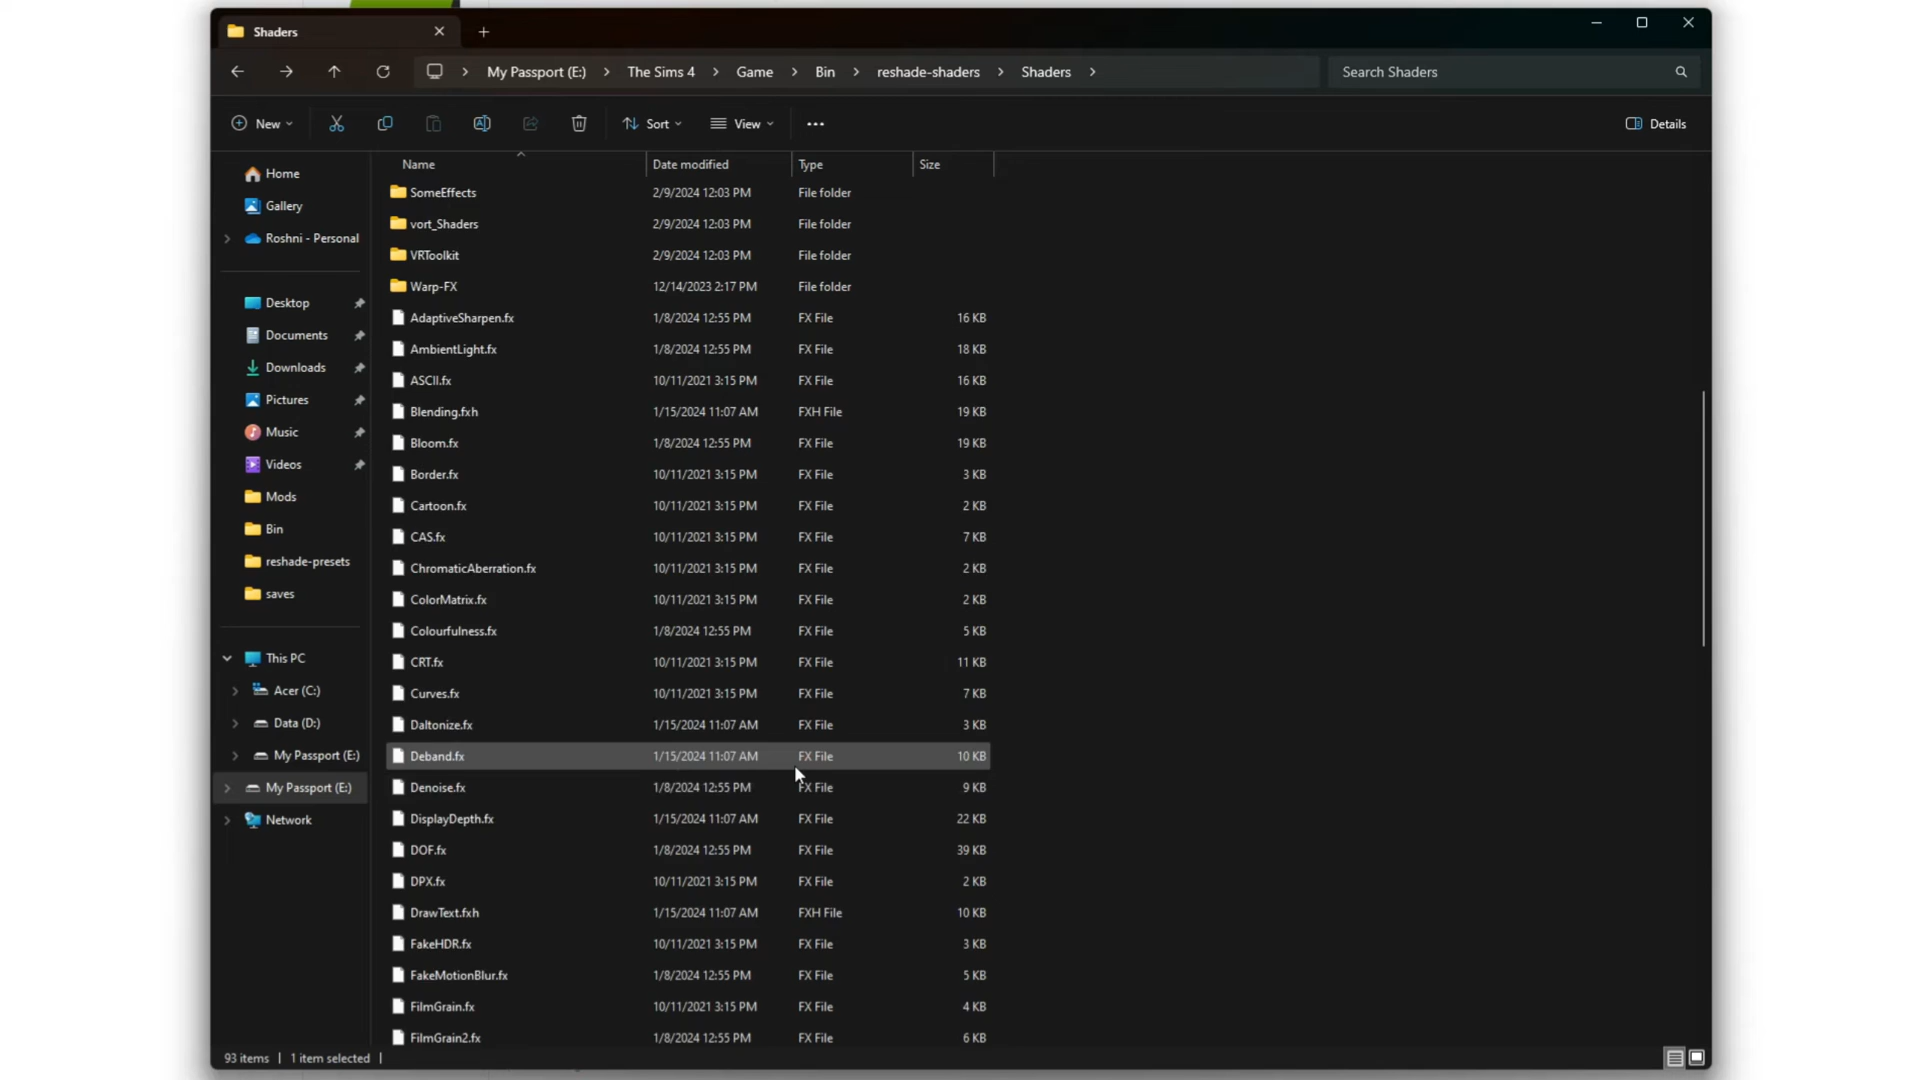 Shaders
My Passport (E:) The Sims 4 Game Bin reshade-shaders Shaders Search Shaders
New Sort View Details
Name Date modified Type Size
Home
Gallery
Roshni - Personal
Desktop
Documents
Downloads
Pictures
Music
Videos
Mods
Bin
reshade-presets
saves
This PC
Acer (C:)
Data (D:)
My Passport (E:)
My Passport (E:)
Network
SomeEffects 2/9/2024 12:03 PM File folder
vort_Shaders 2/9/2024 12:03 PM File folder
VRToolkit 2/9/2024 12:03 PM File folder
Warp-FX 12/14/2023 2:17 PM File folder
AdaptiveSharpen.fx 1/8/2024 12:55 PM FX File 16 KB
AmbientLight.fx 1/8/2024 12:55 PM FX File 18 KB
ASCII.fx 10/11/2021 3:15 PM FX File 16 KB
Blending.fxh 1/15/2024 11:07 AM FXH File 19 KB
Bloom.fx 1/8/2024 12:55 PM FX File 19 KB
Border.fx 10/11/2021 3:15 PM FX File 3 KB
Cartoon.fx 10/11/2021 3:15 PM FX File 2 KB
CAS.fx 10/11/2021 3:15 PM FX File 7 KB
ChromaticAberration.fx 10/11/2021 3:15 PM FX File 2 KB
ColorMatrix.fx 10/11/2021 3:15 PM FX File 2 KB
Colourfulness.fx 1/8/2024 12:55 PM FX File 5 KB
CRT.fx 10/11/2021 3:15 PM FX File 11 KB
Curves.fx 10/11/2021 3:15 PM FX File 7 KB
Daltonize.fx 1/15/2024 11:07 AM FX File 3 KB
Deband.fx 1/15/2024 11:07 AM FX File 10 KB
Denoise.fx 1/8/2024 12:55 PM FX File 9 KB
DisplayDepth.fx 1/15/2024 11:07 AM FX File 22 KB
DOF.fx 1/8/2024 12:55 PM FX File 39 KB
DPX.fx 10/11/2021 3:15 PM FX File 2 KB
DrawText.fxh 1/15/2024 11:07 AM FXH File 10 KB
FakeHDR.fx 10/11/2021 3:15 PM FX File 3 KB
FakeMotionBlur.fx 1/8/2024 12:55 PM FX File 5 KB
FilmGrain.fx 10/11/2021 3:15 PM FX File 4 KB
FilmGrain2.fx 1/8/2024 12:55 PM FX File 6 KB
93 items 1 item selected